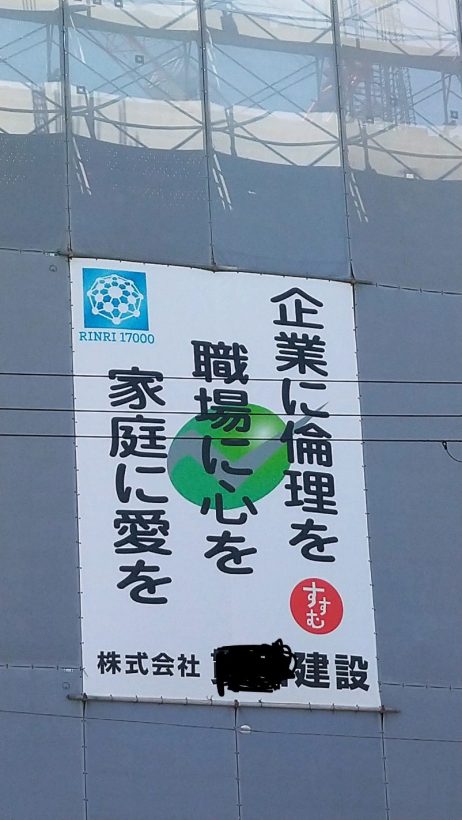 RINRI 17000
企業に倫理を
職場に心を
家庭に愛を
すすむ
株式会社 建設